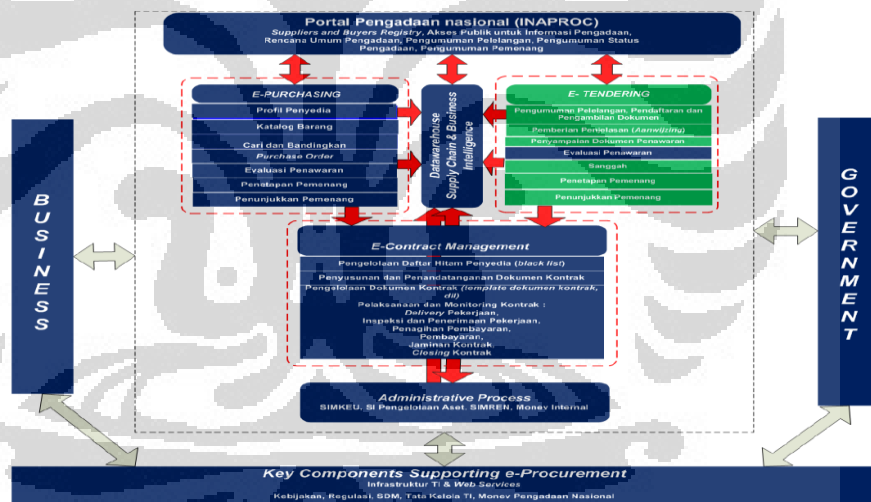 Portal Pengadaan nasional (INAPROC)
Suppliers and Buyers Registry, Akses Publik untuk Informasi Pengadaan,
Rencana Umum Pengadaan, Pengumuman Pelelangan, Pengumuman Status
Pengadaan, Pengumuman Pemenang
E-PURCHASING
Profil Penyedia
Katalog Barang
Cari dan Bandingkan
Purchase Order
Evaluasi Penawaran
Penetapan Pemenang
Penunjukkan Pemenang
Datawarehouse
Supply Chain & Business
Intelligence
E- TENDERING
Pengumuman Pelelangan, Pendaftaran dan
Pengambilan Dokumen
Pemberian Penjelasan (Aanwijzing)
Penyampaian Dokumen Penawaran
Evaluasi Penawaran
Sanggah
Penetapan Pemenang
Penunjukkan Pemenang
BUSINESS
GOVERNMENT
E-Contract Management
Pengelolaan Daftar Hitam Penyedia (black list)
Penyusunan dan Penandatanganan Dokumen Kontrak
Pengelolaan Dokumen Kontrak (template dokumen kontrak,
dll)
Pelaksanaan dan Monitoring Kontrak :
Delivery Pekerjaan,
Inspeksi dan Penerimaan Pekerjaan,
Penagihan Pembayaran,
Pembayaran,
Jaminan Kontrak,
Closing Kontrak
Administrative Process
SIMKEU, SI Pengelolaan Aset, SIMREN, Monev Internal
Key Components Supporting e-Procurement
Infrastruktur TI & Web Services
Kebijakan, Regulasi, SDM, Tata Kelola TI, Monev Pengadaan Nasional